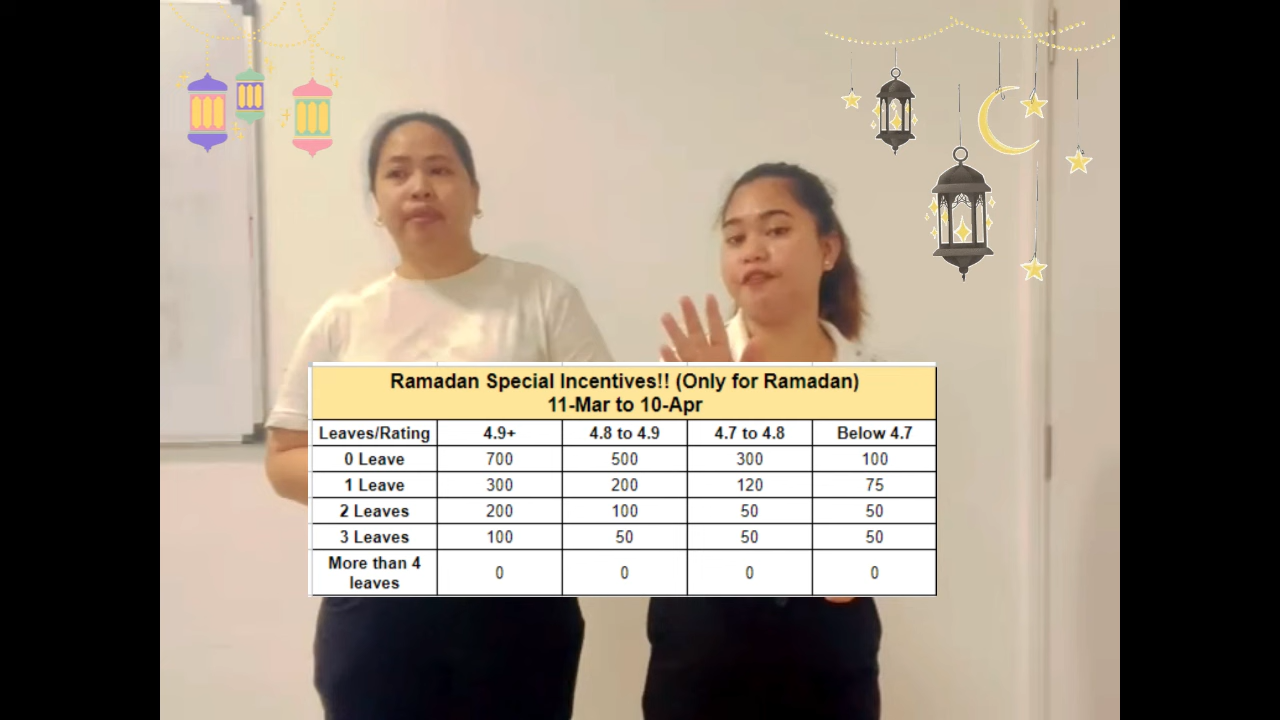 Ramadan Special Incentives!! (Only for Ramadan)
11-Mar to 10-Apr
Leaves/Rating 4.9+ 4.8 to 4.9 4.7 to 4.8 Below 4.7
0 Leave 700 500 300 100
1 Leave 300 200 120 75
2 Leaves 200 100 50 50
3 Leaves 100 50 50 50
More than 4
leaves 0 0 0 0